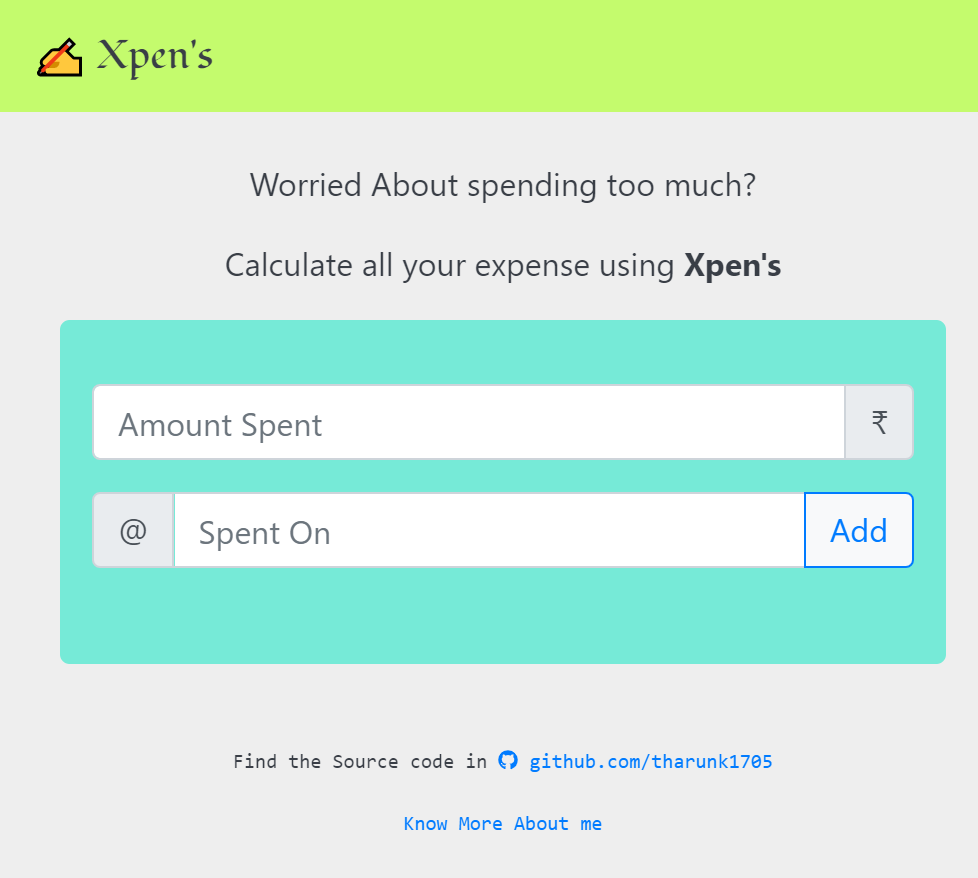 Xpen's
Worried About spending too much?
Calculate all your expense using Xpen's
Amount Spent ₹
@ Spent On Add
Find the Source code in github.com/tharunk1705
Know More About me